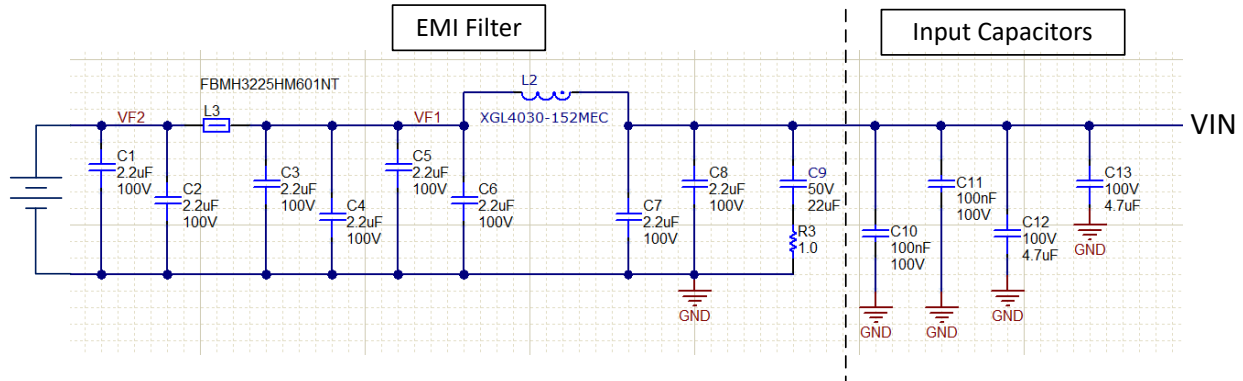 EMI Filter
Input Capacitors
FBMH3225HM601NT
L2
L3
VF2
VF1
XGL4030-152MEC
VIN
C1
2.2uF
100V
C2
2.2uF
100V
C3
2.2uF
100V
C4
2.2uF
100V
C5
2.2uF
100V
C6
2.2uF
100V
C7
2.2uF
100V
C8
2.2uF
100V
C9
50V
22uF
R3
1.0
GND
C10
100nF
100V
GND
C11
100nF
100V
GND
C12
100V
4.7uF
GND
C13
100V
4.7uF
GND